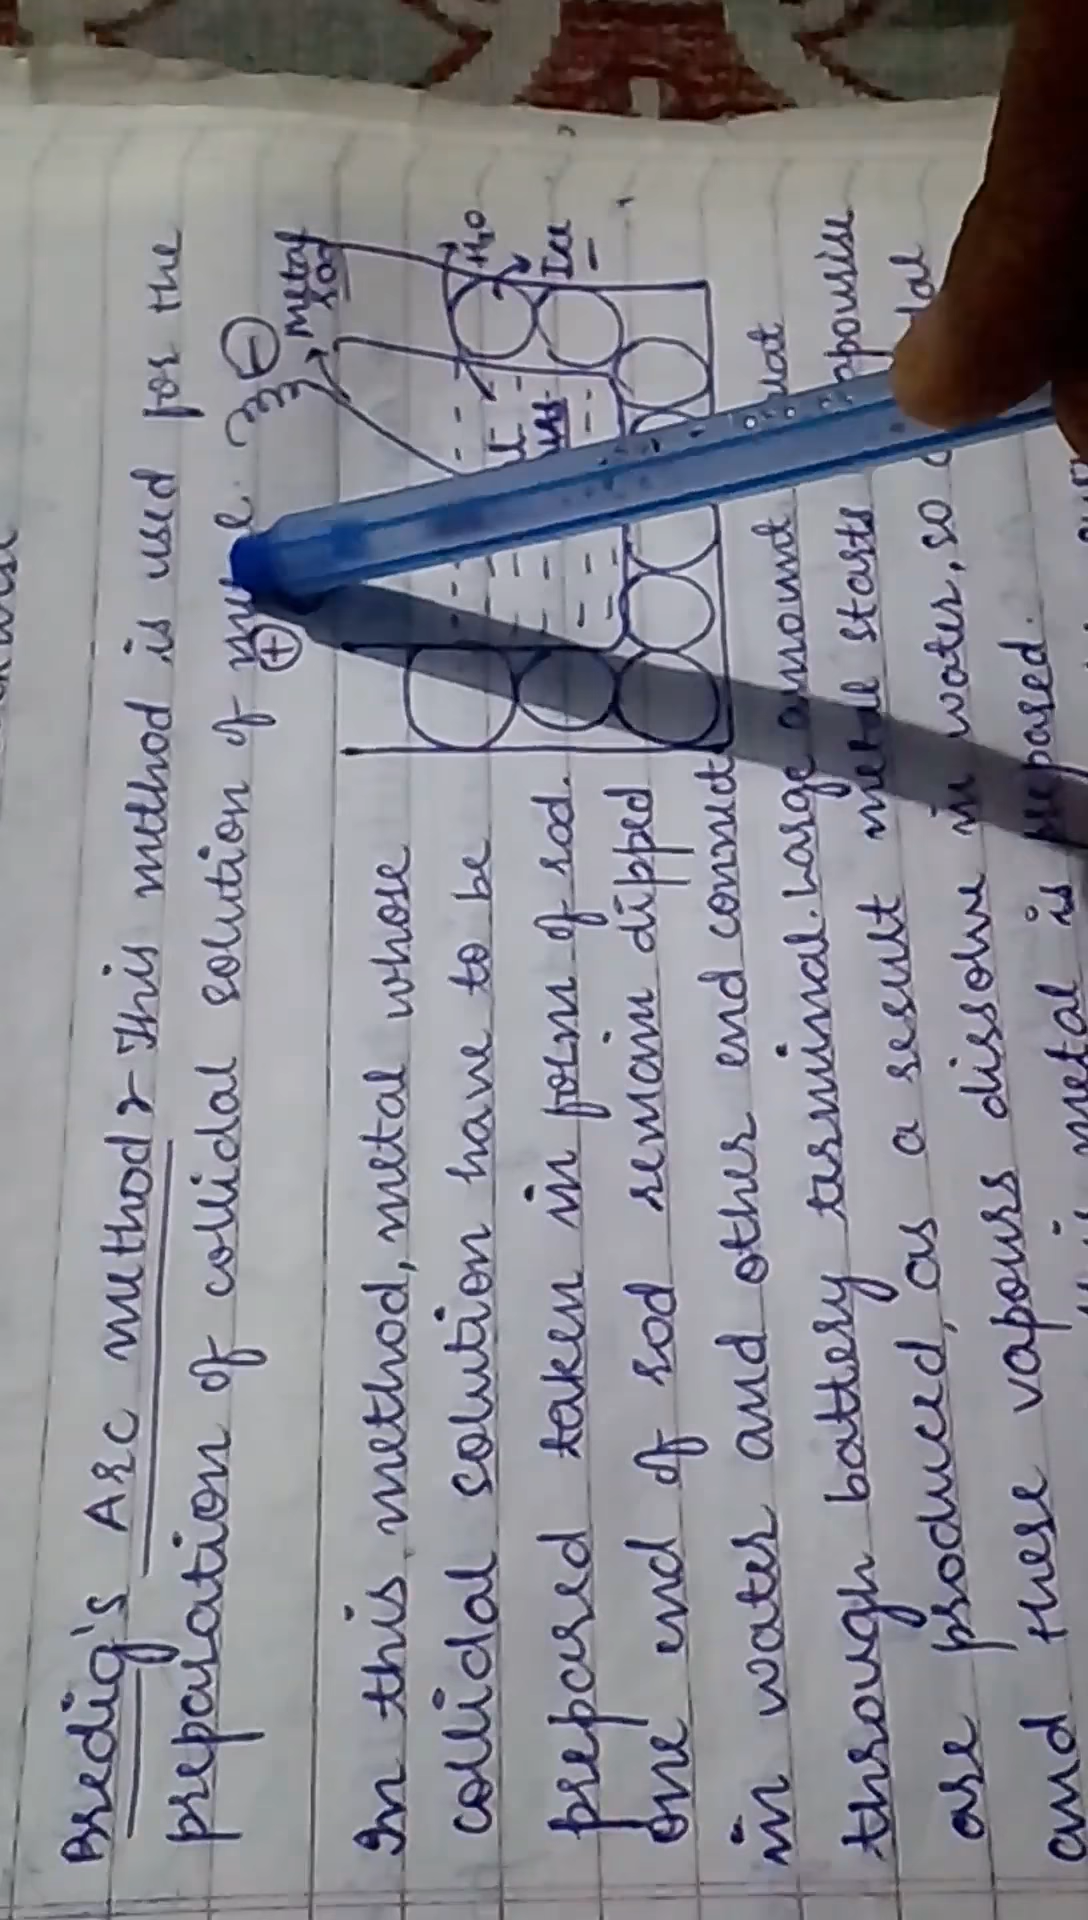 Bredig's Arc method :- This method is used for the
preparation of collidal solution of
⊕ ⊖
Metal
rod
H2O
Ice
In this method, metal whose
collidal solution have to be
prepared taken in form of rod.
one end of rod remain dipped
in water and other end connect
through battery terminal. Large amount
are produced, as a result metal starts
and these vapours dissolve in water, so
metal is prepared.